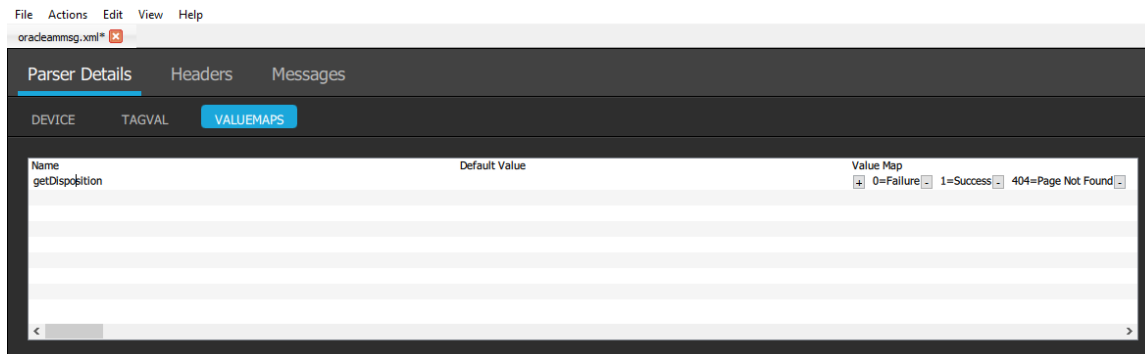 File Actions Edit View Help
oracleammsg.xml*
Parser Details Headers Messages
DEVICE TAGVAL VALUEMAPS
Name Default Value Value Map
getDisposition + 0=Failure - 1=Success - 404=Page Not Found -